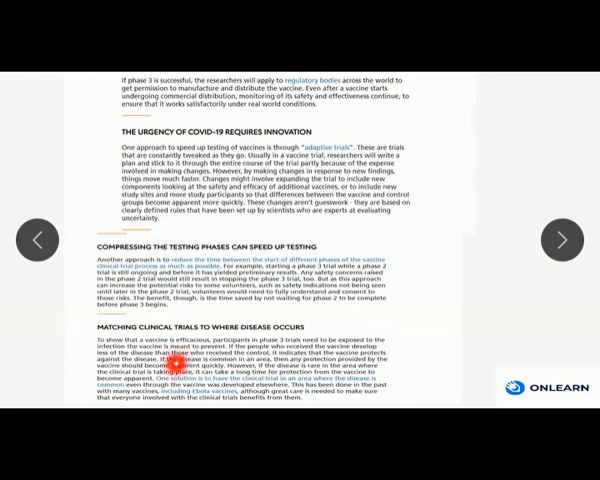 If phase 3 is successful, the researchers will apply to regulatory bodies across the world to
get permission to manufacture and distribute the vaccine. Even after a vaccine starts
undergoing commercial distribution, monitoring of its safety and effectiveness continue, to
ensure that it works satisfactorily under real world conditions.
THE URGENCY OF COVID-19 REQUIRES INNOVATION
One approach to speed up testing of vaccines is through "adaptive trials". These are trials
that are constantly tweaked as they go. Usually in a vaccine trial, researchers will write a
plan and stick to it through the entire course of the trial partly because of the expense
involved in making changes. However, by making changes in response to new findings,
things move much faster. Changes might involve expanding the trial to include new
components looking at the safety and efficacy of additional vaccines, or to include new
study sites and more study participants so that differences between the vaccine and control
groups become apparent more quickly. These changes aren't guesswork - they are based on
clearly defined rules that have been set up by scientists who are experts at evaluating
uncertainty.
COMPRESSING THE TESTING PHASES CAN SPEED UP TESTING
Another approach is to reduce the time between the start of different phases of the vaccine
clinical trial process as much as possible. For example, starting a phase 3 trial while a phase 2
trial is still ongoing and before it has yielded preliminary results. Any safety concerns raised
in the phase 2 trial would still result in stopping the phase 3 trial, too. But as this approach
can increase the potential risks to some volunteers, such as safety indications not being seen
until later in the phase 2 trial, volunteers would need to fully understand and consent to
those risks. The benefit, though, is the time saved by not waiting for phase 2 to be complete
before phase 3 begins.
MATCHING CLINICAL TRIALS TO WHERE DISEASE OCCURS
To show that a vaccine is efficacious, participants in phase 3 trials need to be exposed to the
infection the vaccine is meant to prevent. If the people who received the vaccine develop
less of the disease than those who received the control, it indicates that the vaccine protects
against the disease. If the disease is common in an area, then any protection provided by the
vaccine should become quickly. However, if the disease is rare in the area where
the clinical trial is taking place, it can take a long time for protection from the vaccine to
become apparent. One solution is to have the clinical trial in an area where the disease is
common even through the vaccine was developed elsewhere. This has been done in the past
with many vaccines, including Ebola vaccines, although great care is needed to make sure
that everyone involved with the clinical trials benefits from them.
ONLEARN